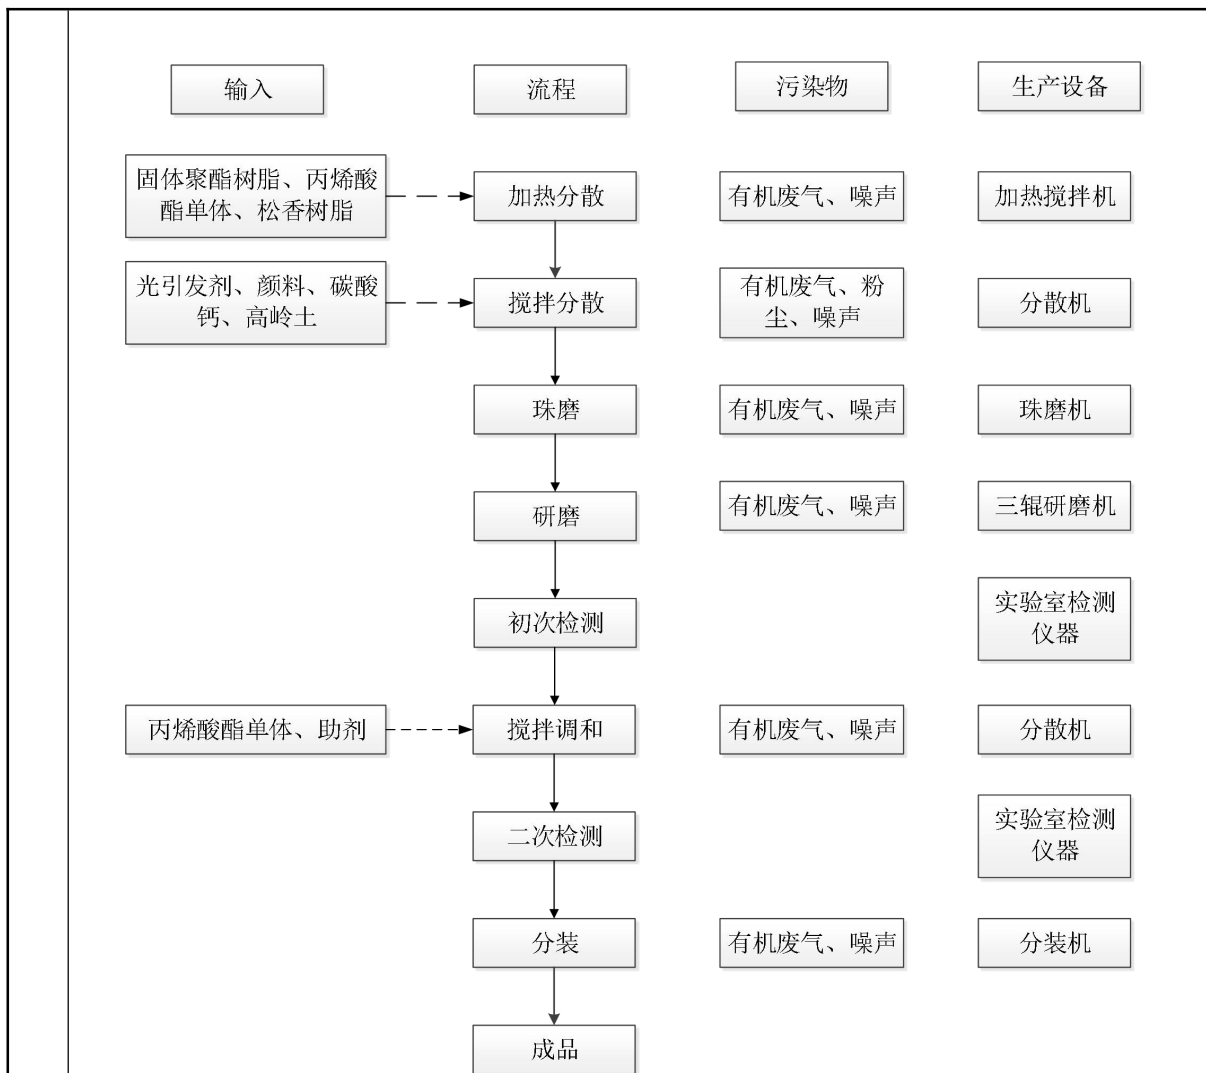 输入
流程
污染物
生产设备
固体聚酯树脂、丙烯酸
酯单体、松香树脂
加热分散
有机废气、噪声
加热搅拌机
光引发剂、颜料、碳酸
钙、高岭土
搅拌分散
有机废气、粉
尘、噪声
分散机
珠磨
有机废气、噪声
珠磨机
研磨
有机废气、噪声
三辊研磨机
初次检测
实验室检测
仪器
丙烯酸酯单体、助剂
搅拌调和
有机废气、噪声
分散机
二次检测
实验室检测
仪器
分装
有机废气、噪声
分装机
成品